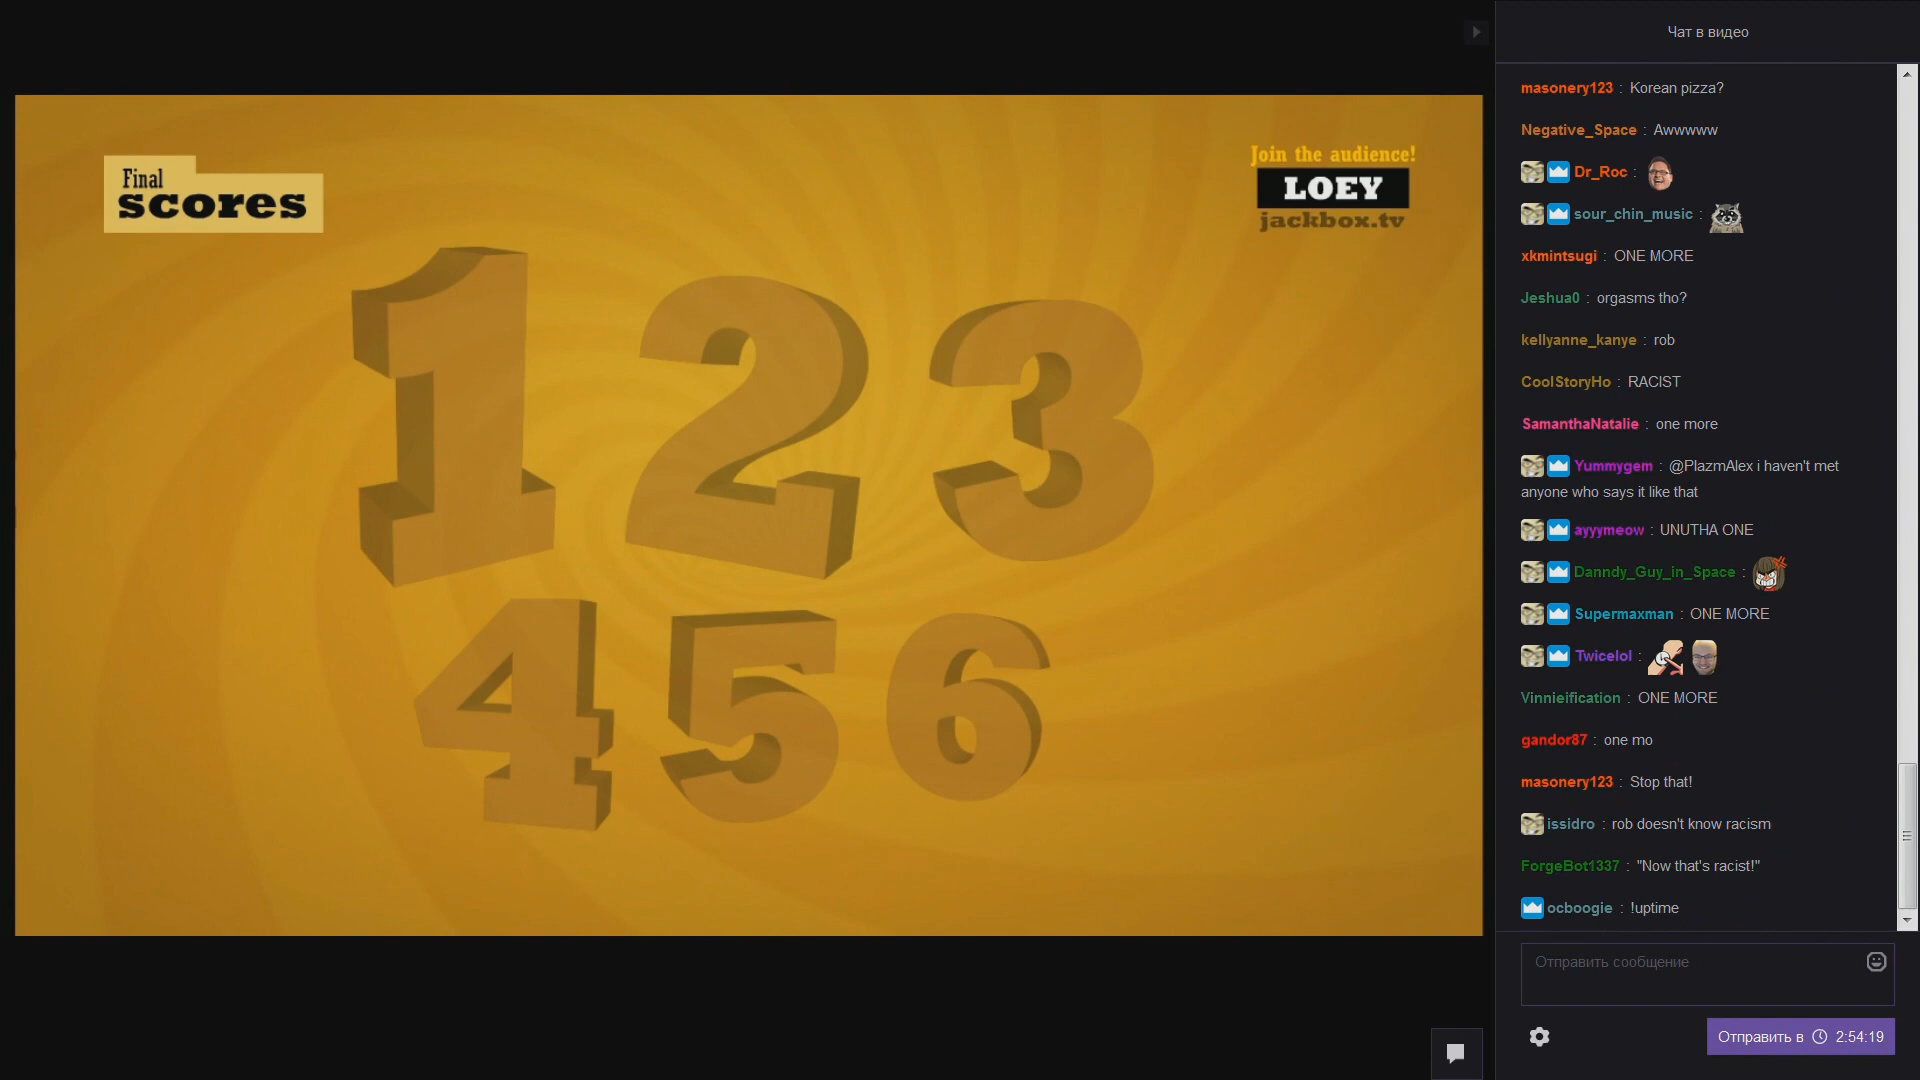 Final
scores
Join the audience!
LOEY
jackbox.tv
1 2 3
4 5 6
Чат в видео
masonery123 : Korean pizza?
Negative_Space : Awwwww
Dr_Roc :
sour_chin_music :
xkmintsugi : ONE MORE
Jeshua0 : orgasms tho?
kellyanne_kanye : rob
CoolStoryHo : RACIST
SamanthaNatalie : one more
Yummygem : @PlazmAlex i haven't met
anyone who says it like that
ayyymeow : UNUTHA ONE
Danndy_Guy_in_Space :
Supermaxman : ONE MORE
Twicelol :
Vinnieification : ONE MORE
gandor87 : one mo
masonery123 : Stop that!
issidro : rob doesn't know racism
ForgeBot1337 : "Now that's racist!"
ocboogie : !uptime
Отправить сообщение
Отправить в 2:54:19